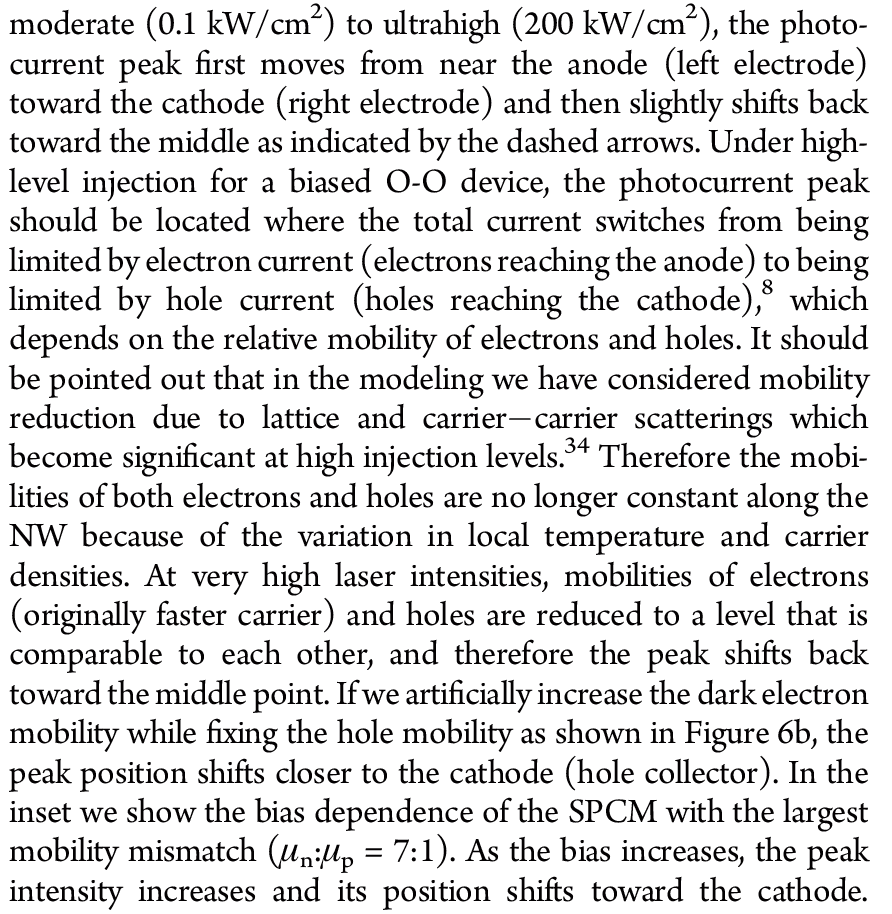 moderate (0.1 kW/cm²) to ultrahigh (200 kW/cm²), the photo-
current peak first moves from near the anode (left electrode)
toward the cathode (right electrode) and then slightly shifts back
toward the middle as indicated by the dashed arrows. Under high-
level injection for a biased O-O device, the photocurrent peak
should be located where the total current switches from being
limited by electron current (electrons reaching the anode) to being
limited by hole current (holes reaching the cathode),⁸ which
depends on the relative mobility of electrons and holes. It should
be pointed out that in the modeling we have considered mobility
reduction due to lattice and carrier−carrier scatterings which
become significant at high injection levels.³⁴ Therefore the mobi-
lities of both electrons and holes are no longer constant along the
NW because of the variation in local temperature and carrier
densities. At very high laser intensities, mobilities of electrons
(originally faster carrier) and holes are reduced to a level that is
comparable to each other, and therefore the peak shifts back
toward the middle point. If we artificially increase the dark electron
mobility while fixing the hole mobility as shown in Figure 6b, the
peak position shifts closer to the cathode (hole collector). In the
inset we show the bias dependence of the SPCM with the largest
mobility mismatch (μₙ:μₚ = 7:1). As the bias increases, the peak
intensity increases and its position shifts toward the cathode.